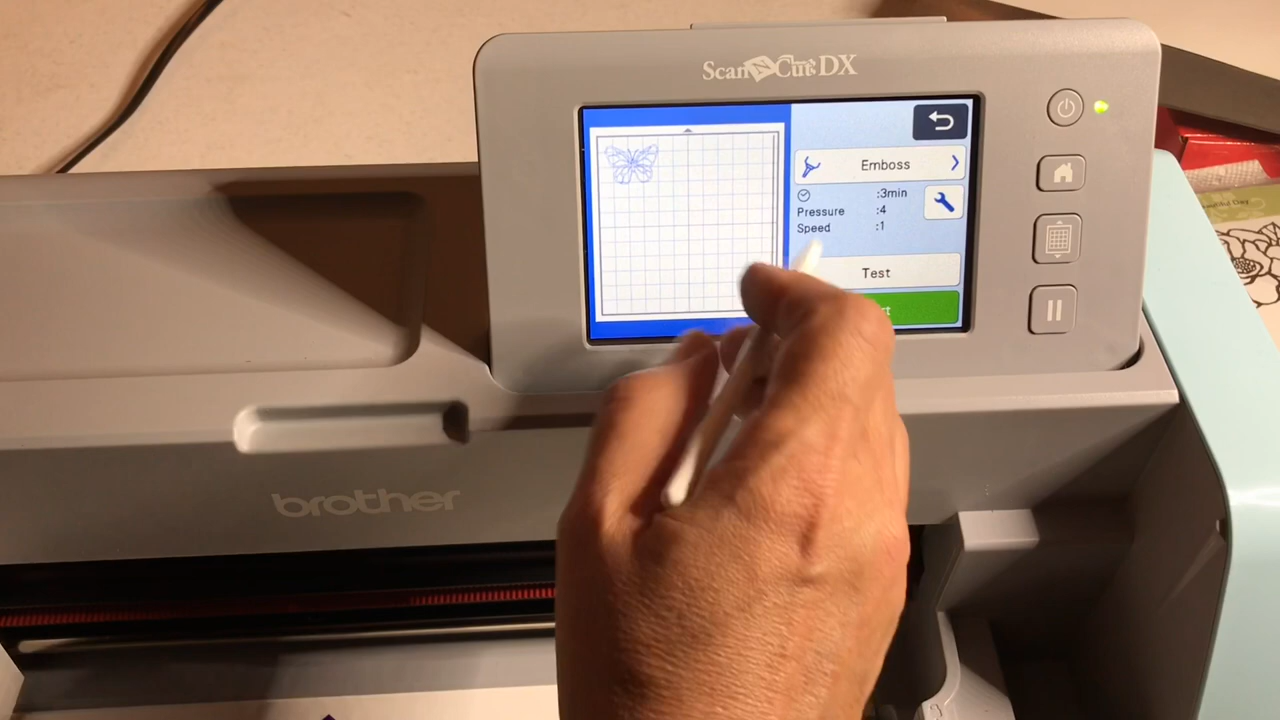 ScanNCut DX
Emboss
:3min
Pressure :4
Speed :1
Test
brother